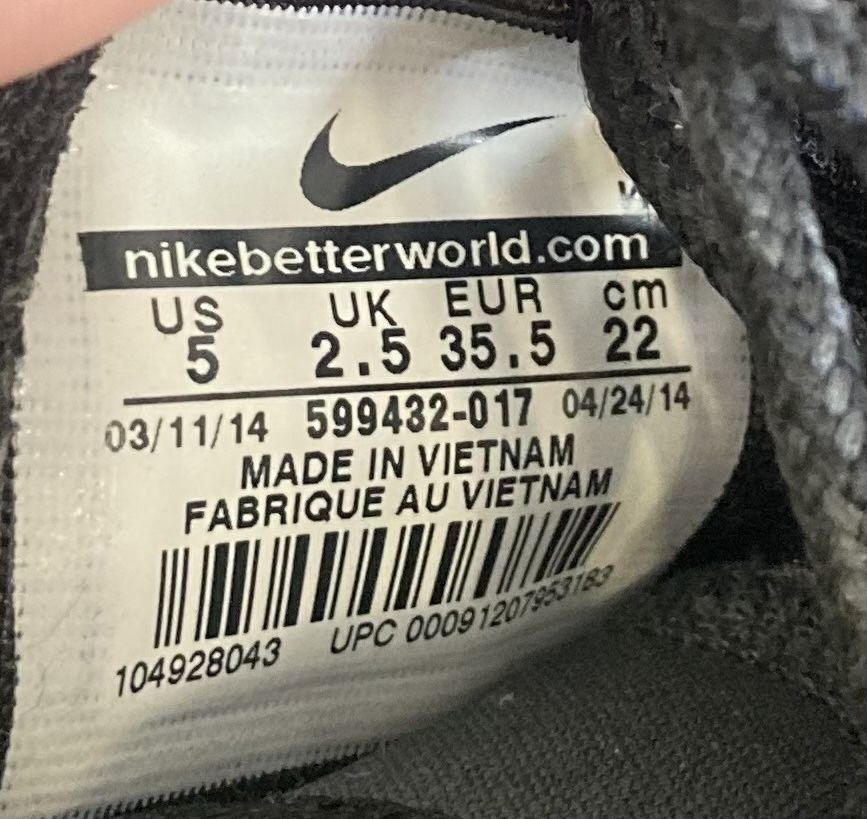 nikebetterworld.com
US UK EUR cm
5 2.5 35.5 22
03/11/14 599432-017 04/24/14
MADE IN VIETNAM
FABRIQUE AU VIETNAM
104928043 UPC 00091207953183